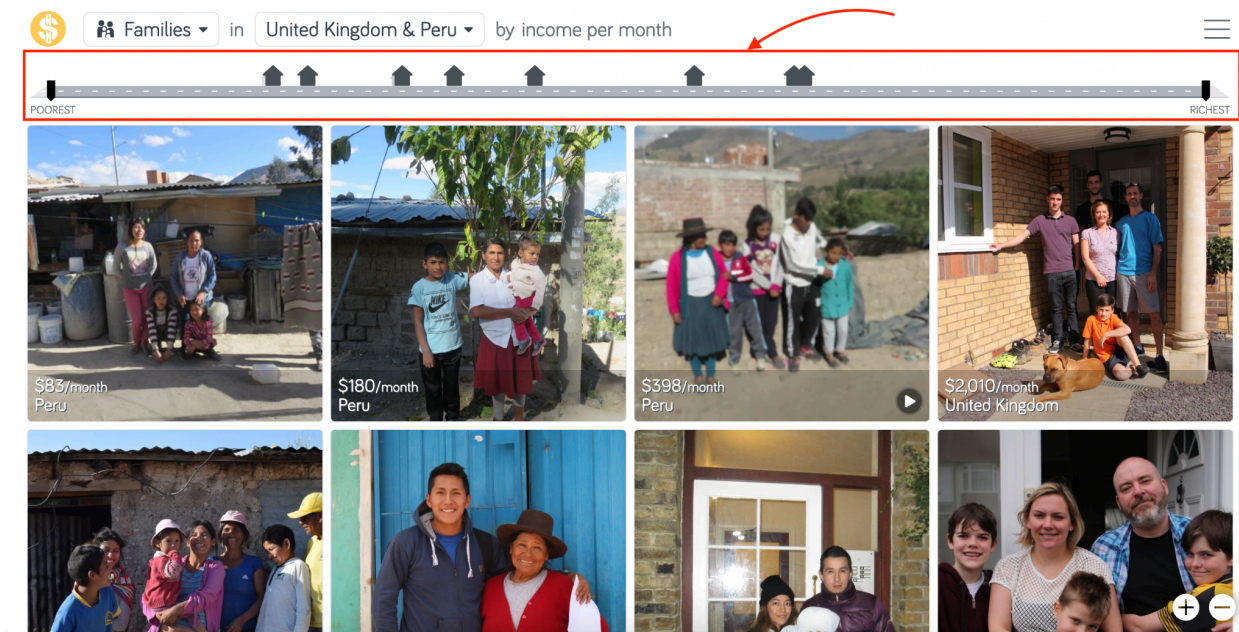 $ Families in United Kingdom & Peru by income per month
POOREST RICHEST
$83/month
Peru
$180/month
Peru
NIKE
$398/month
Peru
$2,010/month
United Kingdom